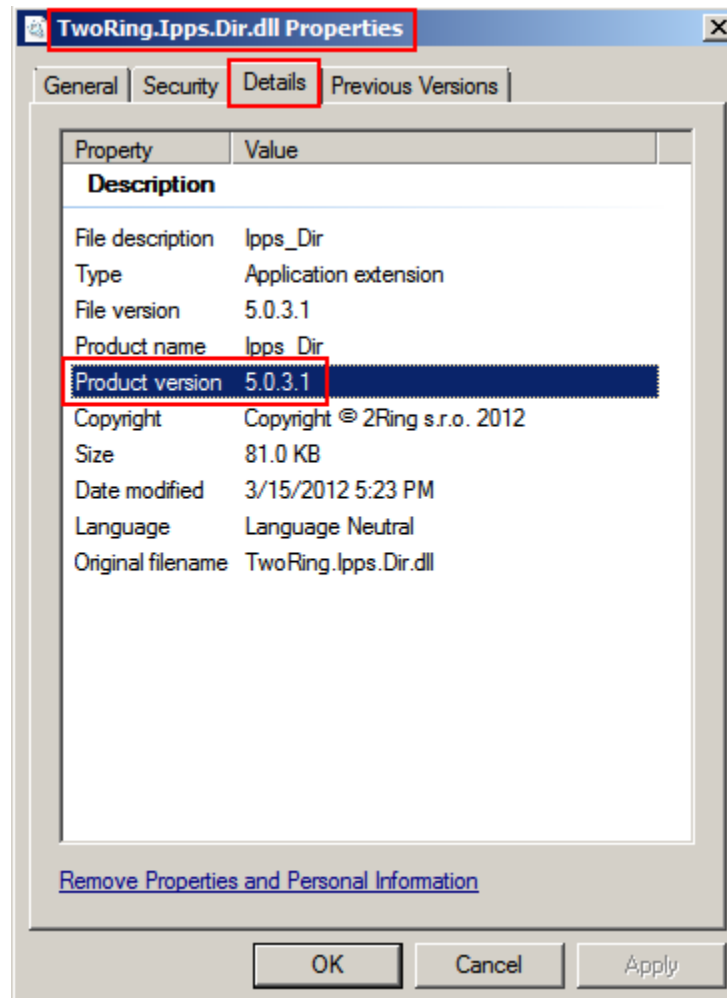 TwoRing.Ipps.Dir.dll Properties
General Security Details Previous Versions
Property Value
Description
File description Ipps_Dir
Type Application extension
File version 5.0.3.1
Product name Ipps_Dir
Product version 5.0.3.1
Copyright Copyright © 2Ring s.r.o. 2012
Size 81.0 KB
Date modified 3/15/2012 5:23 PM
Language Language Neutral
Original filename TwoRing.Ipps.Dir.dll
Remove Properties and Personal Information
OK Cancel Apply